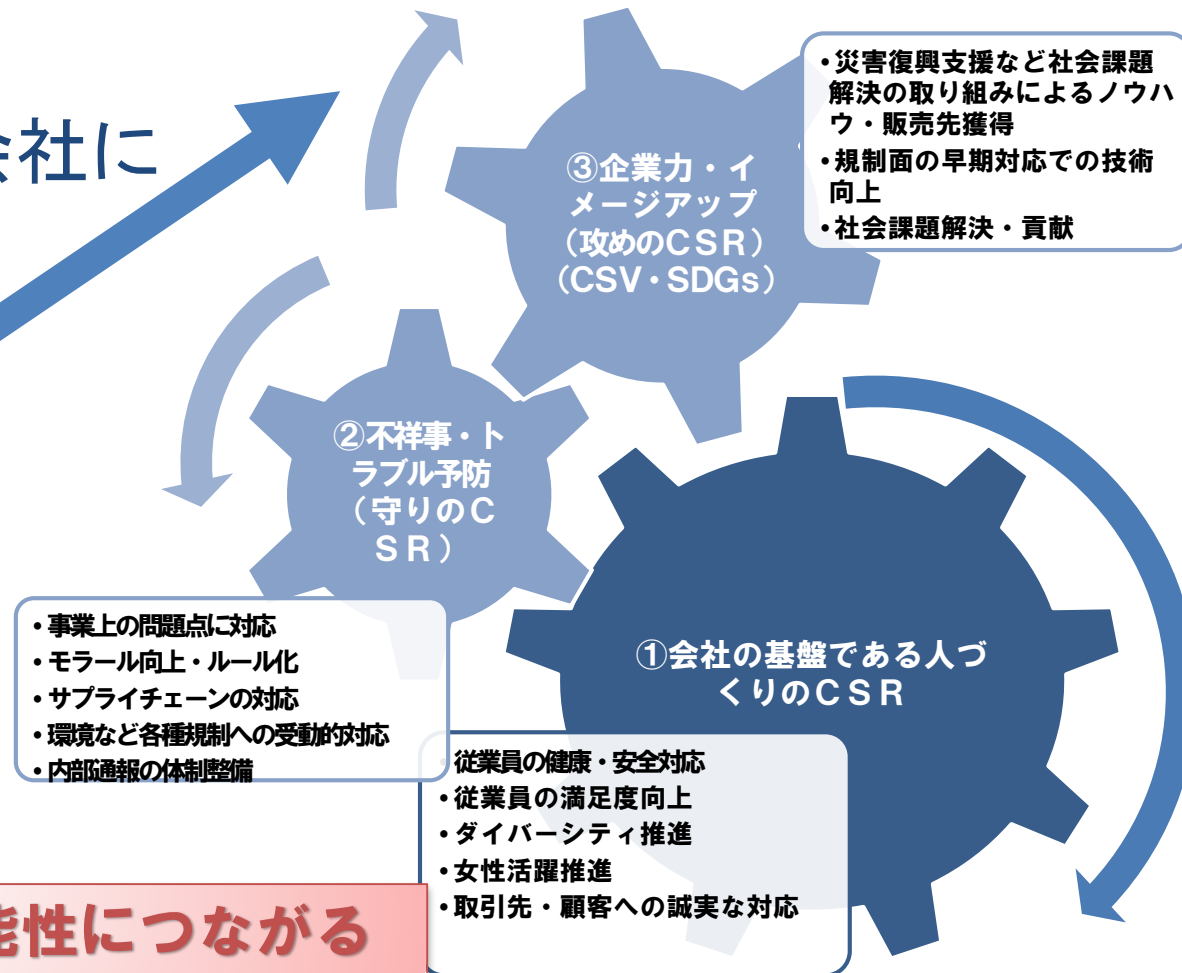 会社に
③企業力・イ
メージアップ
（攻めのＣＳＲ）
（CSV・SDGs）
・災害復興支援など社会課題
解決の取り組みによるノウハ
ウ・販売先獲得
・規制面の早期対応での技術
向上
・社会課題解決・貢献
②不祥事・ト
ラブル予防
（守りのＣ
ＳＲ）
・事業上の問題点に対応
・モラール向上・ルール化
・サプライチェーンの対応
・環境など各種規制への受動的対応
・内部通報の体制整備
①会社の基盤である人づ
くりのＣＳＲ
・従業員の健康・安全対応
・従業員の満足度向上
・ダイバーシティ推進
・女性活躍推進
・取引先・顧客への誠実な対応
能性につながる